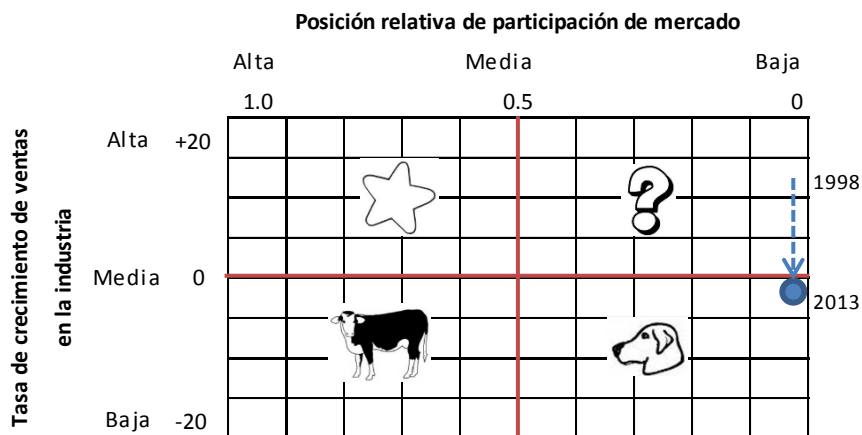 Posición relativa de participación de mercado
Alta Media Baja
1.0 0.5 0
Tasa de crecimiento de ventas
en la industria
Alta +20
1998
Media 0
2013
Baja -20
?